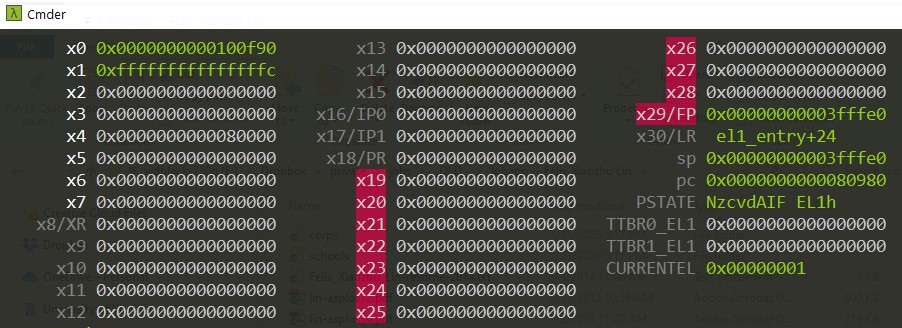 Cmder
x0 0x0000000000100f90 x13 0x0000000000000000 x26 0x0000000000000000
x1 0xfffffffffffffffc x14 0x0000000000000000 x27 0x0000000000000000
x2 0x0000000000000000 x15 0x0000000000000000 x28 0x0000000000000000
x3 0x0000000000000000 x16/IP0 0x0000000000000000 x29/FP 0x00000000003fffe0
x4 0x0000000000080000 x17/IP1 0x0000000000000000 x30/LR el1_entry+24
x5 0x0000000000000000 x18/PR 0x0000000000000000 sp 0x00000000003fffe0
x6 0x0000000000000000 x19 0x0000000000000000 pc 0x0000000000080980
x7 0x0000000000000000 x20 0x0000000000000000 PSTATE NzcvdAIF EL1h
x8/XR 0x0000000000000000 x21 0x0000000000000000 TTBR0_EL1 0x0000000000000000
x9 0x0000000000000000 x22 0x0000000000000000 TTBR1_EL1 0x0000000000000000
x10 0x0000000000000000 x23 0x0000000000000000 CURRENTEL 0x00000001
x11 0x0000000000000000 x24 0x0000000000000000
x12 0x0000000000000000 x25 0x0000000000000000